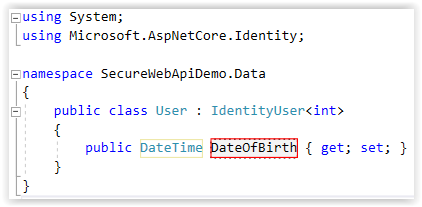 using System;
using Microsoft.AspNetCore.Identity;
namespace SecureWebApiDemo.Data
{
public class User : IdentityUser<int>
{
public DateTime DateOfBirth { get; set; }
}
}